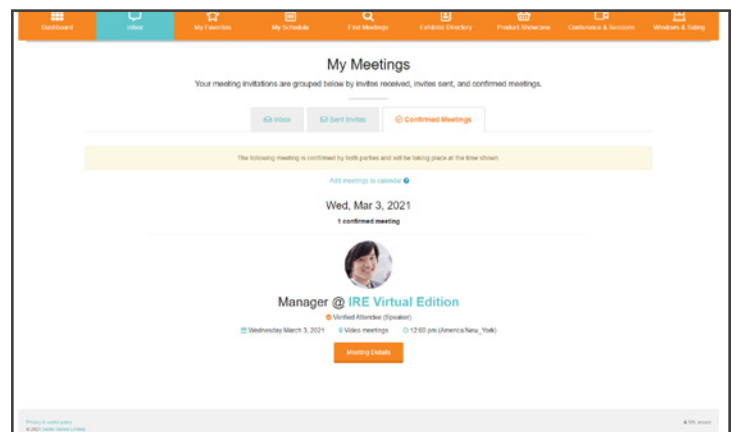 Dashboard
Inbox
My Favorites
My Schedule
Find Meetings
Exhibitor Directory
Product Showcase
Conference & Sessions
My Meetings
Your meeting invitations are grouped below by invites received, invites sent, and confirmed meetings.
Inbox
Sent Invites
Confirmed Meetings
The following meeting is confirmed by both parties and will be taking place at the time shown.
Add meetings to calendar
Wed, Mar 3, 2021
1 confirmed meeting
Manager @ IRE Virtual Edition
Verified Attendee (Speaker)
Wednesday March 3, 2021
Video meetings
12:00 pm (America/New_York)
Meeting Details
Privacy & cookie policy
© 2021